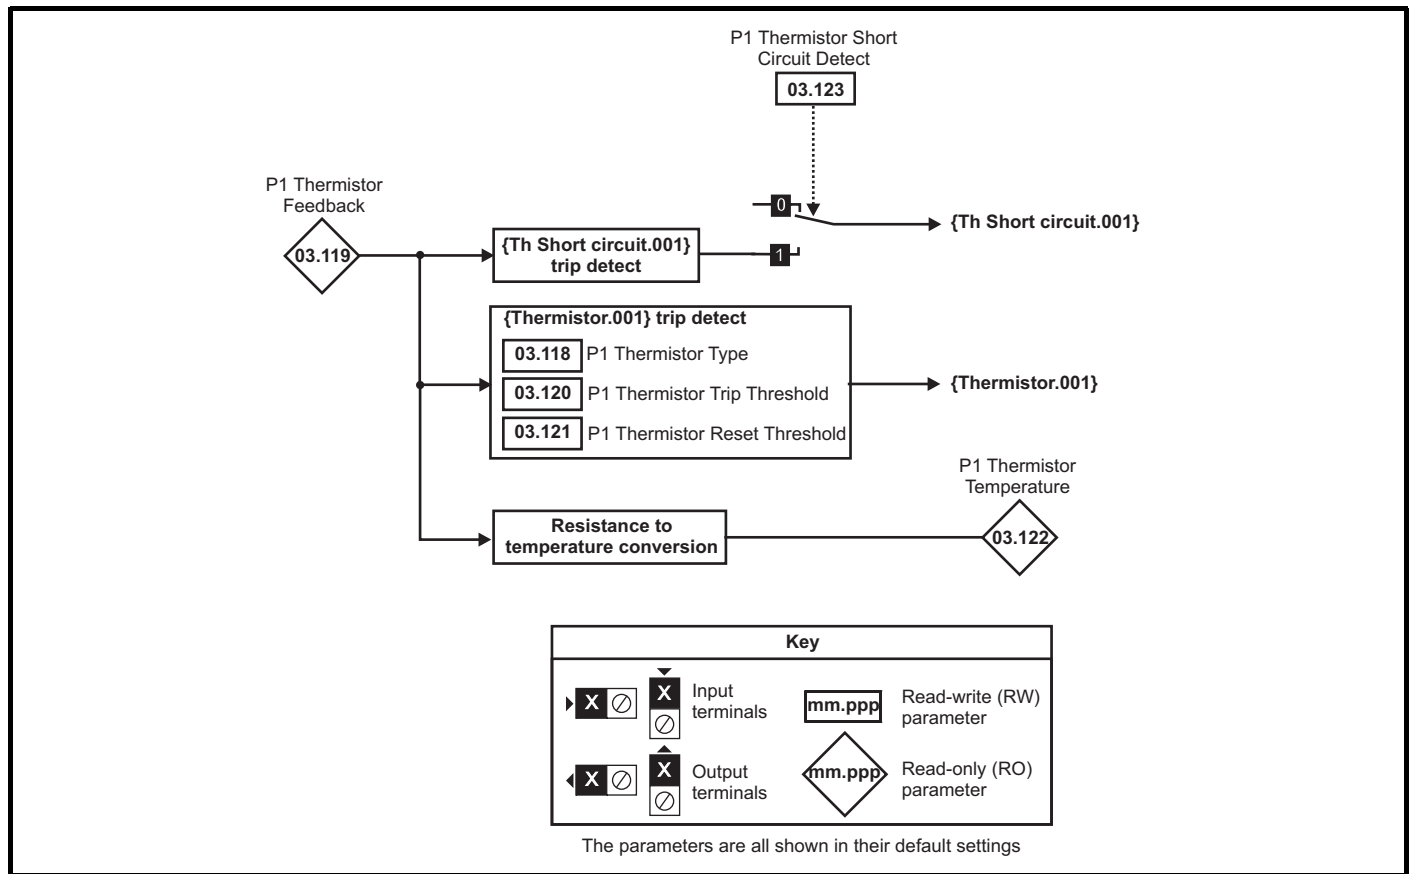 P1 Thermistor Short
Circuit Detect
03.123
P1 Thermistor
Feedback
03.119
0
{Th Short circuit.001}
{Th Short circuit.001}
trip detect
1
{Thermistor.001} trip detect
03.118 P1 Thermistor Type
03.120 P1 Thermistor Trip Threshold
03.121 P1 Thermistor Reset Threshold
{Thermistor.001}
P1 Thermistor
Temperature
Resistance to
temperature conversion
03.122
Key
X
X
Input
terminals
mm.ppp
Read-write (RW)
parameter
X
X
Output
terminals
mm.ppp
Read-only (RO)
parameter
The parameters are all shown in their default settings